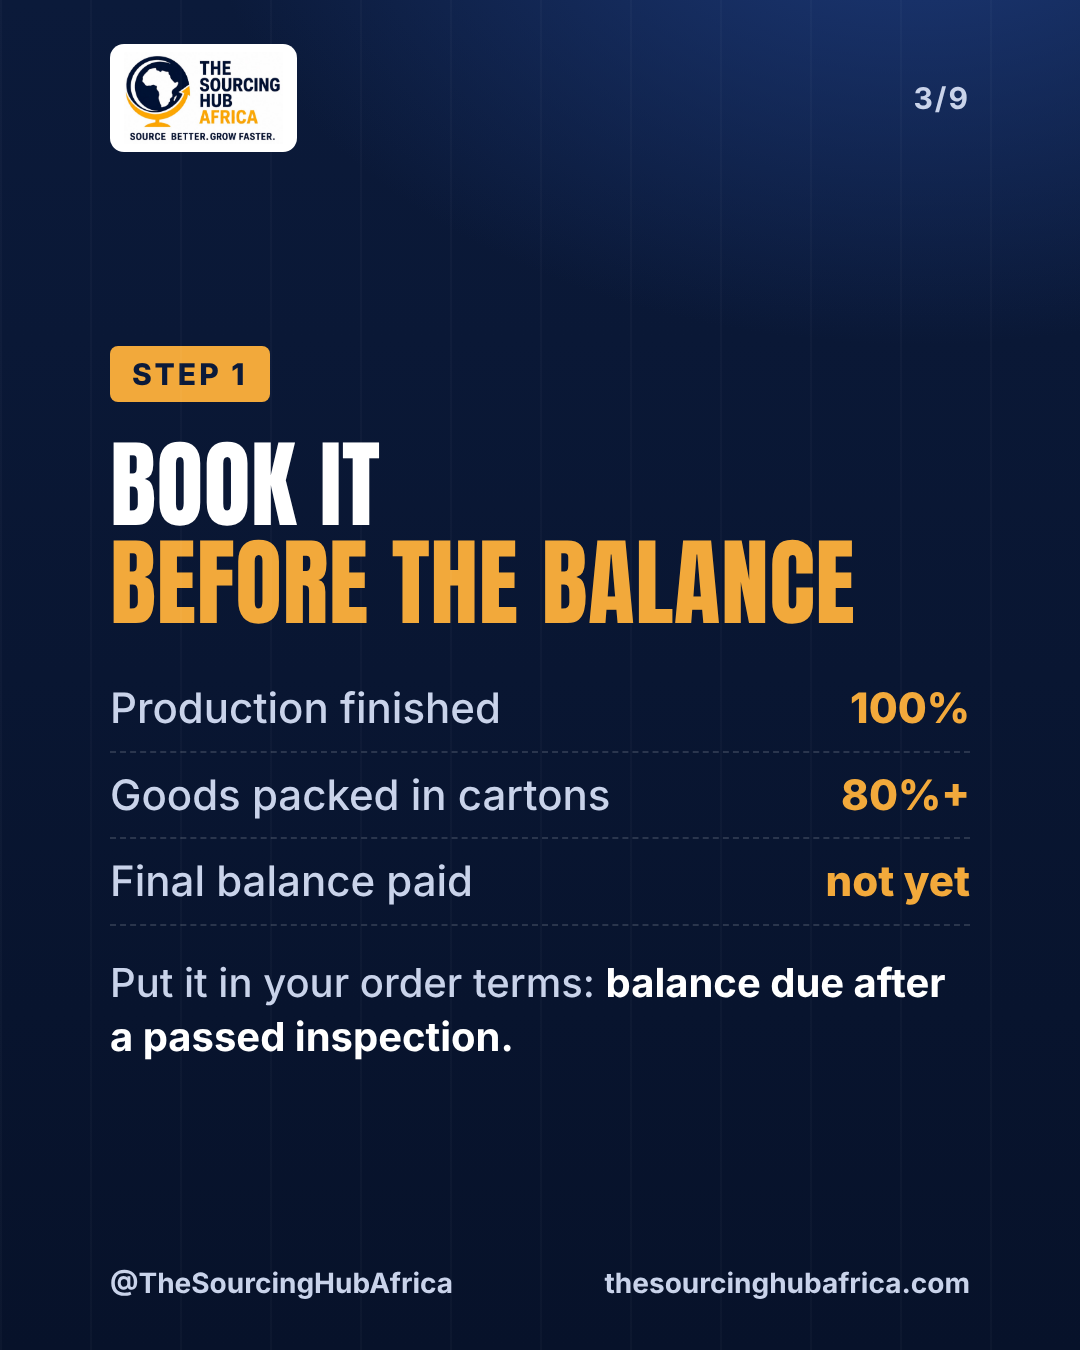 THE
SOURCING
HUB
AFRICA
SOURCE BETTER. GROW FASTER.
3/9
STEP 1
BOOK IT
BEFORE THE BALANCE
Production finished 100%
Goods packed in cartons 80%+
Final balance paid not yet
Put it in your order terms: balance due after
a passed inspection.
@TheSourcingHubAfrica thesourcinghubafrica.com